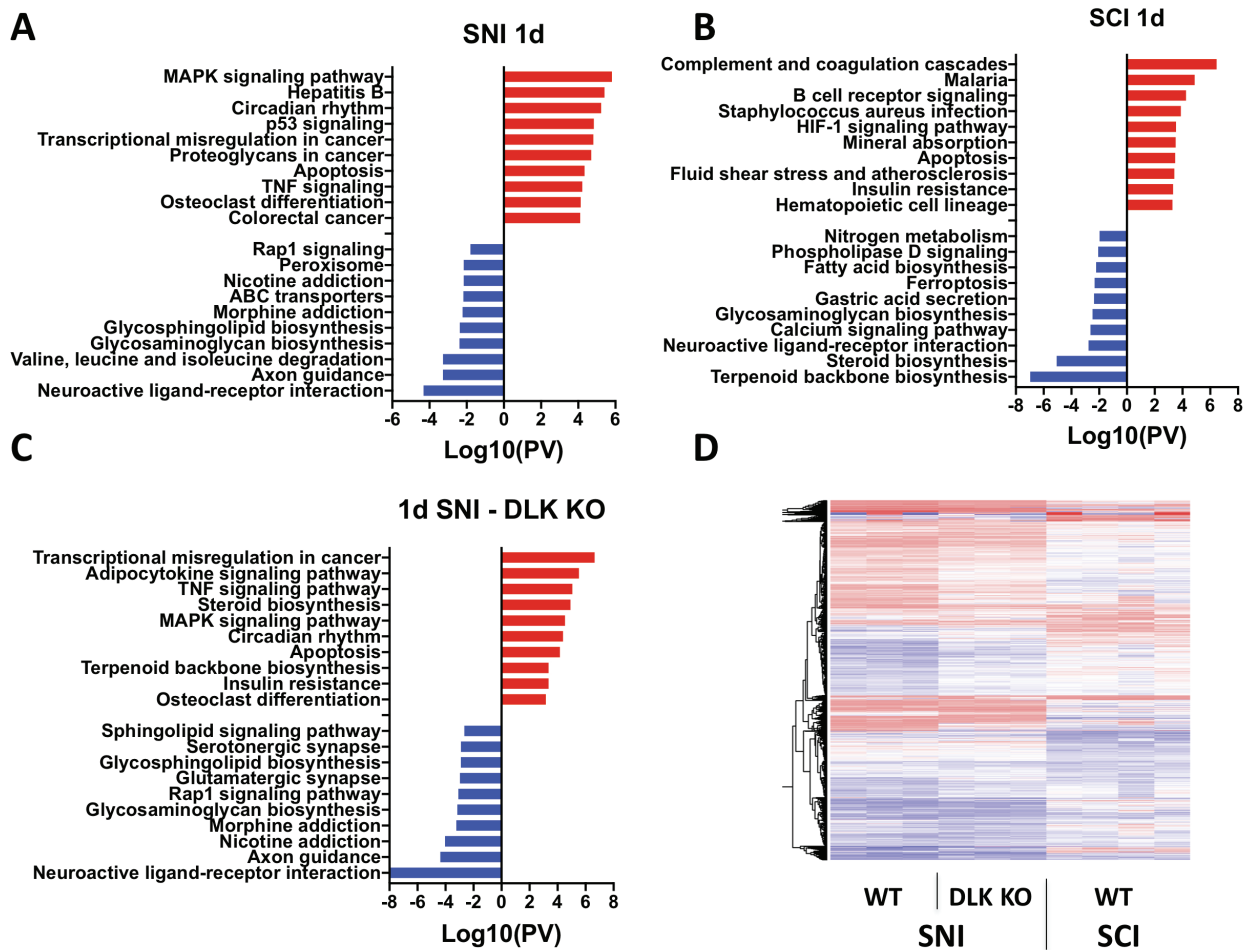 A
SNI 1d
MAPK signaling pathway
Hepatitis B
Circadian rhythm
p53 signaling
Transcriptional misregulation in cancer
Proteoglycans in cancer
Apoptosis
TNF signaling
Osteoclast differentiation
Colorectal cancer
Rap1 signaling
Peroxisome
Nicotine addiction
ABC transporters
Morphine addiction
Glycosphingolipid biosynthesis
Glycosaminoglycan biosynthesis
Valine, leucine and isoleucine degradation
Axon guidance
Neuroactive ligand-receptor interaction
-6 -4 -2 0 2 4 6
Log10(PV)
B
SCI 1d
Complement and coagulation cascades
Malaria
B cell receptor signaling
Staphylococcus aureus infection
HIF-1 signaling pathway
Mineral absorption
Apoptosis
Fluid shear stress and atherosclerosis
Insulin resistance
Hematopoietic cell lineage
Nitrogen metabolism
Phospholipase D signaling
Fatty acid biosynthesis
Ferroptosis
Gastric acid secretion
Glycosaminoglycan biosynthesis
Calcium signaling pathway
Neuroactive ligand-receptor interaction
Steroid biosynthesis
Terpenoid backbone biosynthesis
-8 -6 -4 -2 0 2 4 6 8
Log10(PV)
C
1d SNI - DLK KO
Transcriptional misregulation in cancer
Adipocytokine signaling pathway
TNF signaling pathway
Steroid biosynthesis
MAPK signaling pathway
Circadian rhythm
Apoptosis
Terpenoid backbone biosynthesis
Insulin resistance
Osteoclast differentiation
Sphingolipid signaling pathway
Serotonergic synapse
Glycosphingolipid biosynthesis
Glutamatergic synapse
Rap1 signaling pathway
Glycosaminoglycan biosynthesis
Morphine addiction
Nicotine addiction
Axon guidance
Neuroactive ligand-receptor interaction
-8 -6 -4 -2 0 2 4 6 8
Log10(PV)
D
WT DLK KO WT
SNI SCI